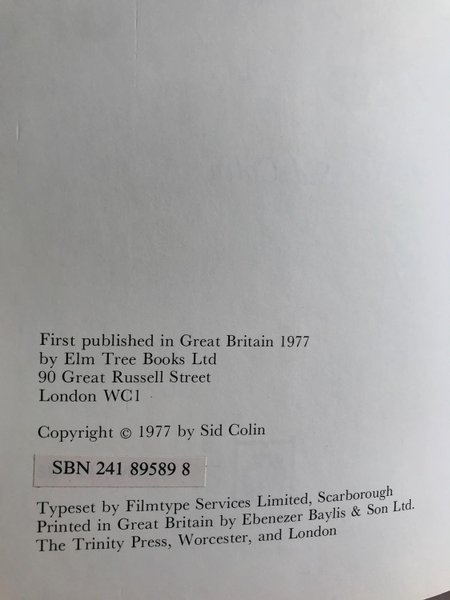 First published in Great Britain 1977
by Elm Tree Books Ltd
90 Great Russell Street
London WC1
Copyright © 1977 by Sid Colin
SBN 241 89589 8
Typeset by Filmtype Services Limited, Scarborough
Printed in Great Britain by Ebenezer Baylis & Son Ltd.
The Trinity Press, Worcester, and London